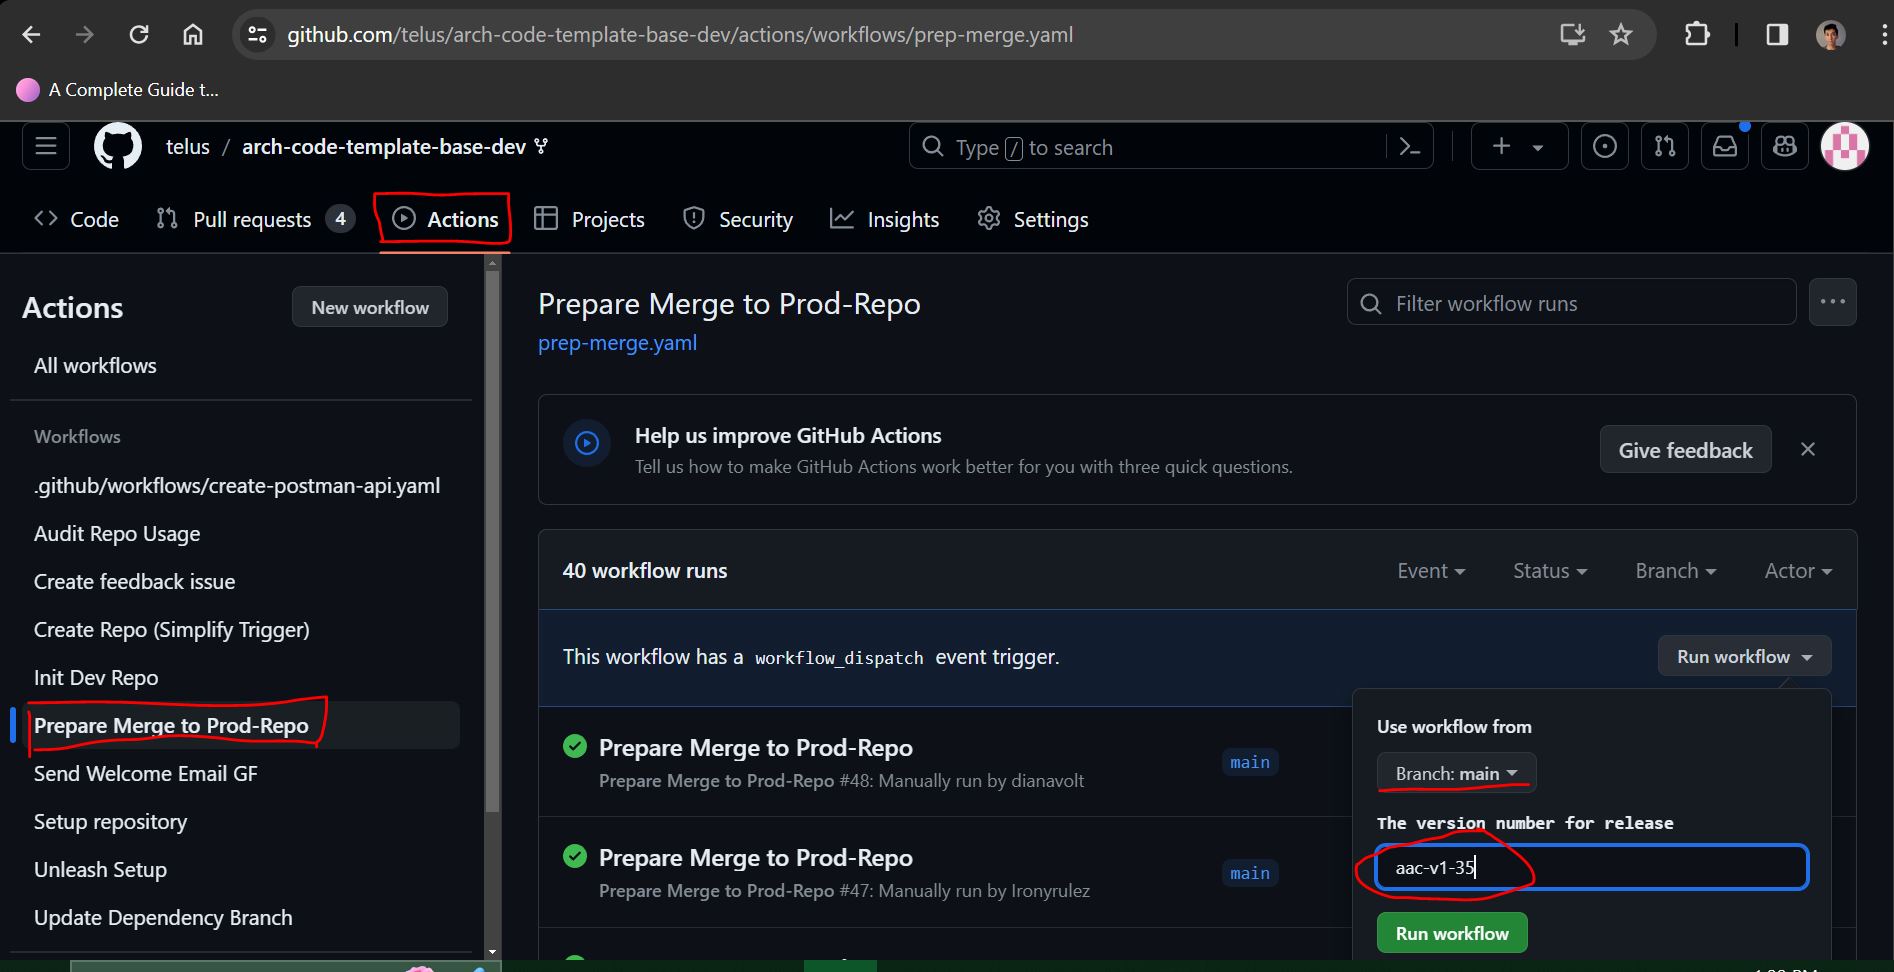 github.com/telus/arch-code-template-base-dev/actions/workflows/prep-merge.yaml
A Complete Guide t...
telus / arch-code-template-base-dev
Type / to search
Code Pull requests 4 Actions Projects Security Insights Settings
Actions
New workflow
All workflows
Workflows
.github/workflows/create-postman-api.yaml
Audit Repo Usage
Create feedback issue
Create Repo (Simplify Trigger)
Init Dev Repo
Prepare Merge to Prod-Repo
Send Welcome Email GF
Setup repository
Unleash Setup
Update Dependency Branch
Prepare Merge to Prod-Repo
prep-merge.yaml
Filter workflow runs
Help us improve GitHub Actions
Tell us how to make GitHub Actions work better for you with three quick questions.
Give feedback
40 workflow runs
Event Status Branch Actor
This workflow has a workflow_dispatch event trigger.
Run workflow
Prepare Merge to Prod-Repo
Prepare Merge to Prod-Repo #48: Manually run by dianavolt
main
Prepare Merge to Prod-Repo
Prepare Merge to Prod-Repo #47: Manually run by Ironyrulez
main
Use workflow from
Branch: main
The version number for release
aac-v1-35
Run workflow